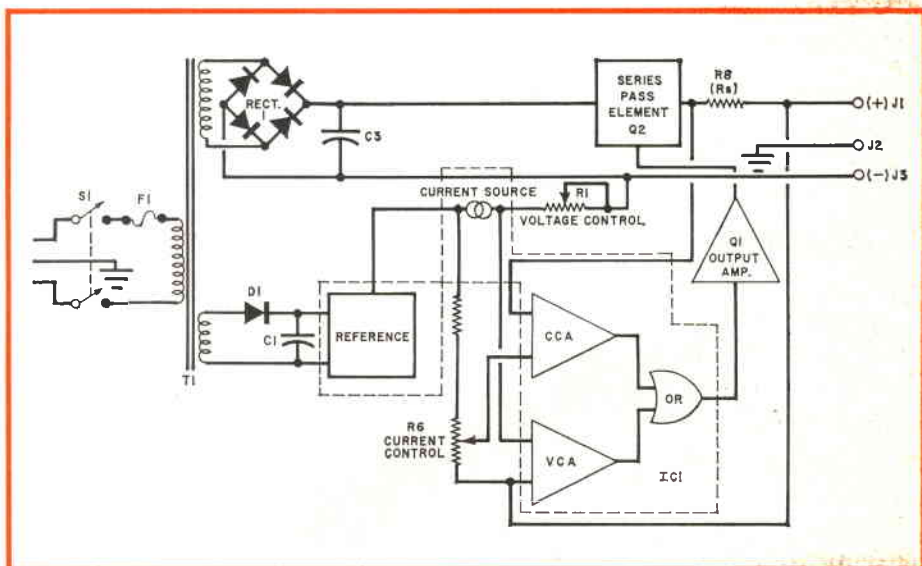 RECT.
1
C3
SERIES
PASS
ELEMENT
Q2
R8
(Rs)
(+) J1
J2
(-) J3
S1
F1
CURRENT SOURCE
R1
VOLTAGE CONTROL
Q1
OUTPUT
AMP.
D1
C1
REFERENCE
T1
CCA
OR
R6
CURRENT
CONTROL
VCA
IC1